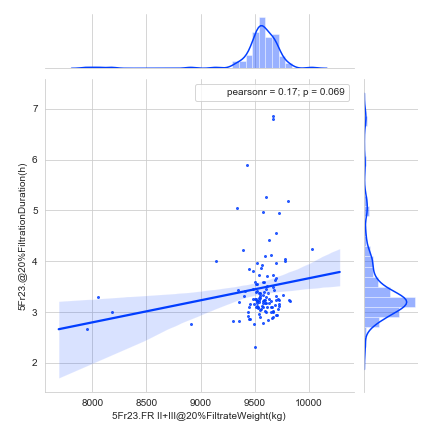 pearsonr = 0.17; p = 0.069
5Fr23.@20%FiltrationDuration(h)
7
6
5
4
3
2
8000 8500 9000 9500 10000
5Fr23.FR II+III@20%FiltrateWeight(kg)